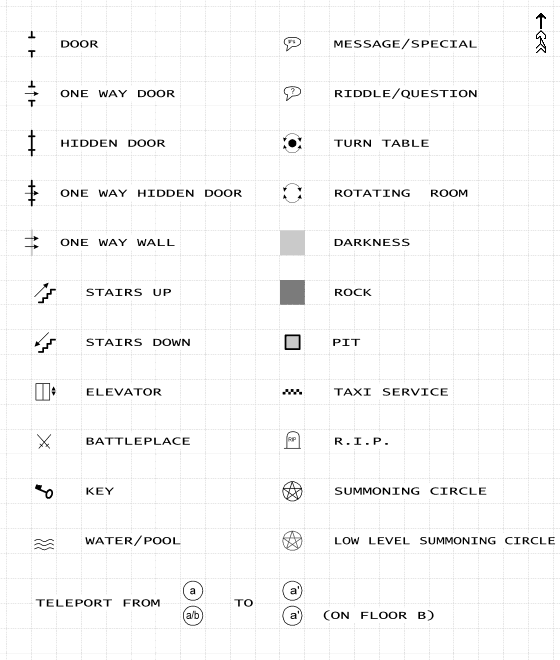 DOOR
MESSAGE/SPECIAL
ONE WAY DOOR
?
RIDDLE/QUESTION
HIDDEN DOOR
TURN TABLE
ONE WAY HIDDEN DOOR
ROTATING ROOM
ONE WAY WALL
DARKNESS
STAIRS UP
ROCK
STAIRS DOWN
PIT
ELEVATOR
TAXI SERVICE
BATTLEPLACE
RIP
R.I.P.
KEY
SUMMONING CIRCLE
WATER/POOL
LOW LEVEL SUMMONING CIRCLE
a a'
TELEPORT FROM TO
a/b a' (ON FLOOR B)